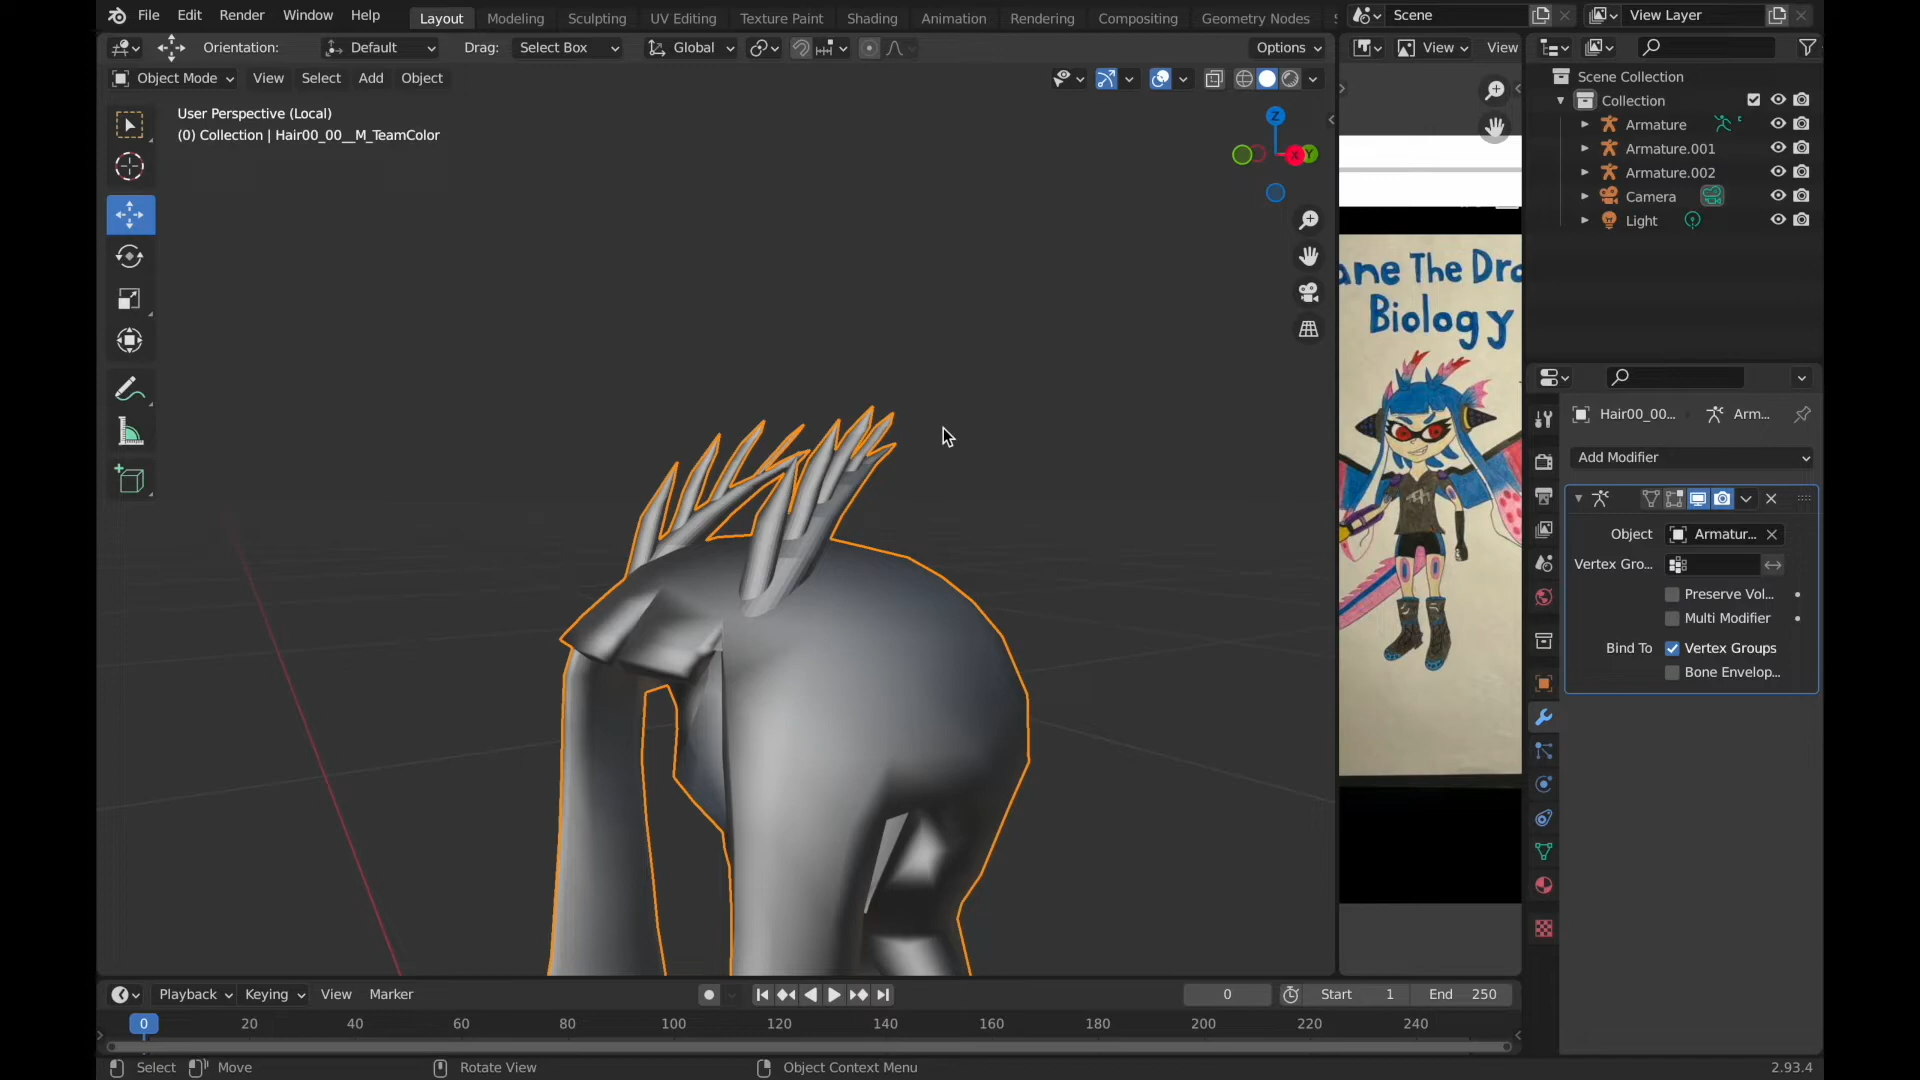 File Edit Render Window Help Layout Modeling Sculpting UV Editing Texture Paint Shading Animation Rendering Compositing Geometry Nodes
Scene View Layer
Orientation: Default Drag: Select Box Global Options
View View
Object Mode View Select Add Object
User Perspective (Local)
(0) Collection | Hair00_00__M_TeamColor
Z
X
Y
Scene Collection
Collection
Armature
Armature.001
Armature.002
Camera
Light
ane The Dra
Biology
Hair00_00... Arm...
Add Modifier
Object Armatur...
Vertex Gro...
Preserve Vol...
Multi Modifier
Bind To Vertex Groups
Bone Envelop...
Playback Keying View Marker
0 Start 1 End 250
0 20 40 60 80 100 120 140 160 180 200 220 240
Select Move Rotate View Object Context Menu 2.93.4